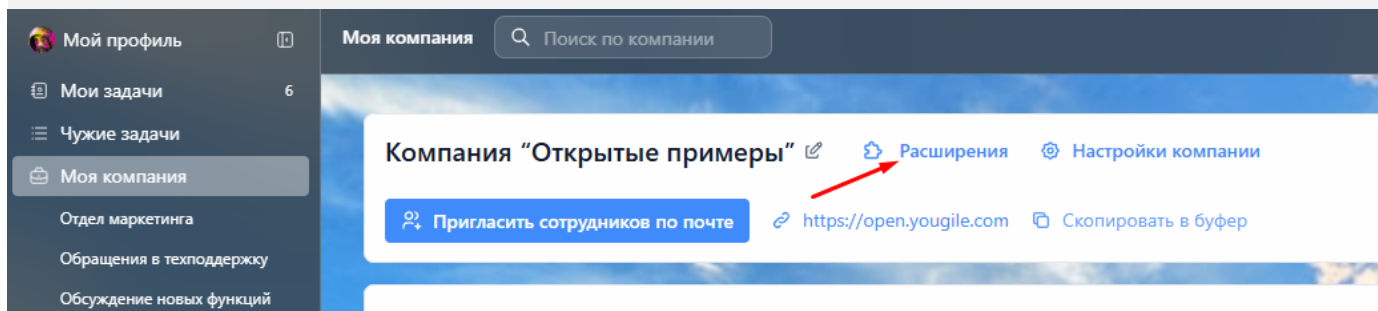 Мой профиль
Мои задачи 6
Чужие задачи
Моя компания
Отдел маркетинга
Обращения в техподдержку
Обсуждение новых функций
Моя компания Поиск по компании
Компания “Открытые примеры” Расширения Настройки компании
Пригласить сотрудников по почте https://open.yougile.com Скопировать в буфер